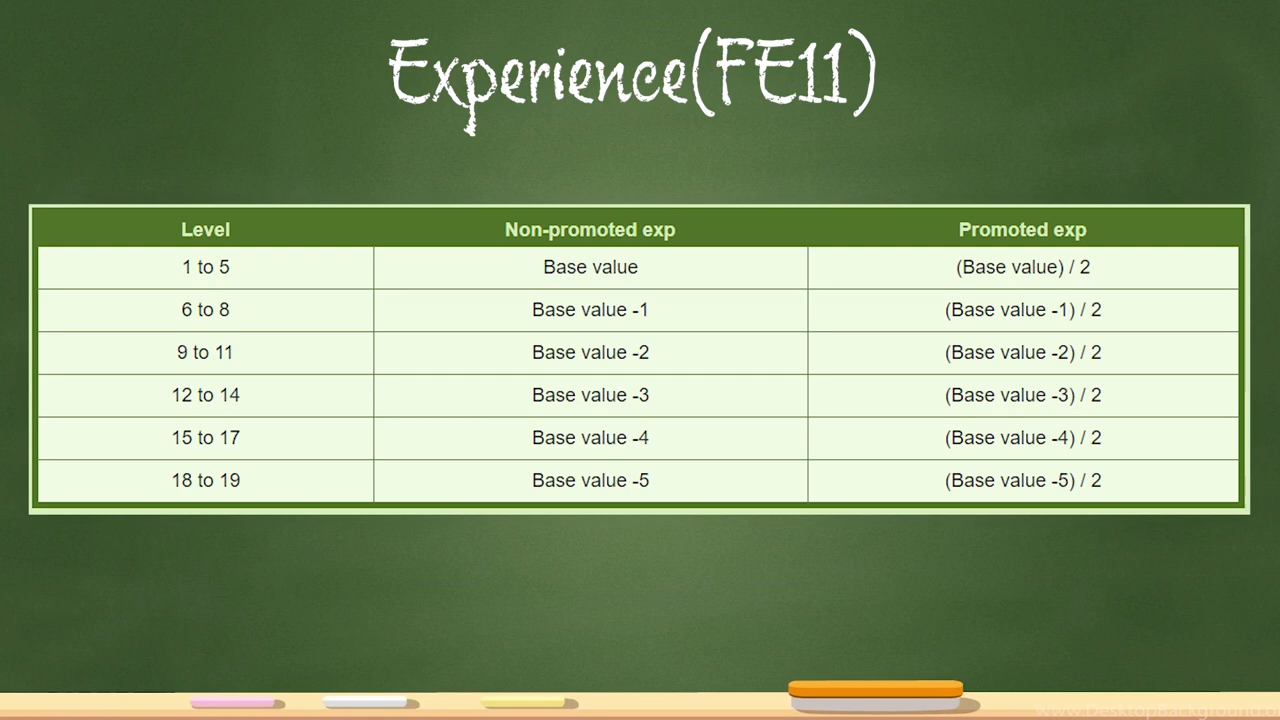 Experience(FE11)
Level Non-promoted exp Promoted exp
1 to 5 Base value (Base value) / 2
6 to 8 Base value -1 (Base value -1) / 2
9 to 11 Base value -2 (Base value -2) / 2
12 to 14 Base value -3 (Base value -3) / 2
15 to 17 Base value -4 (Base value -4) / 2
18 to 19 Base value -5 (Base value -5) / 2